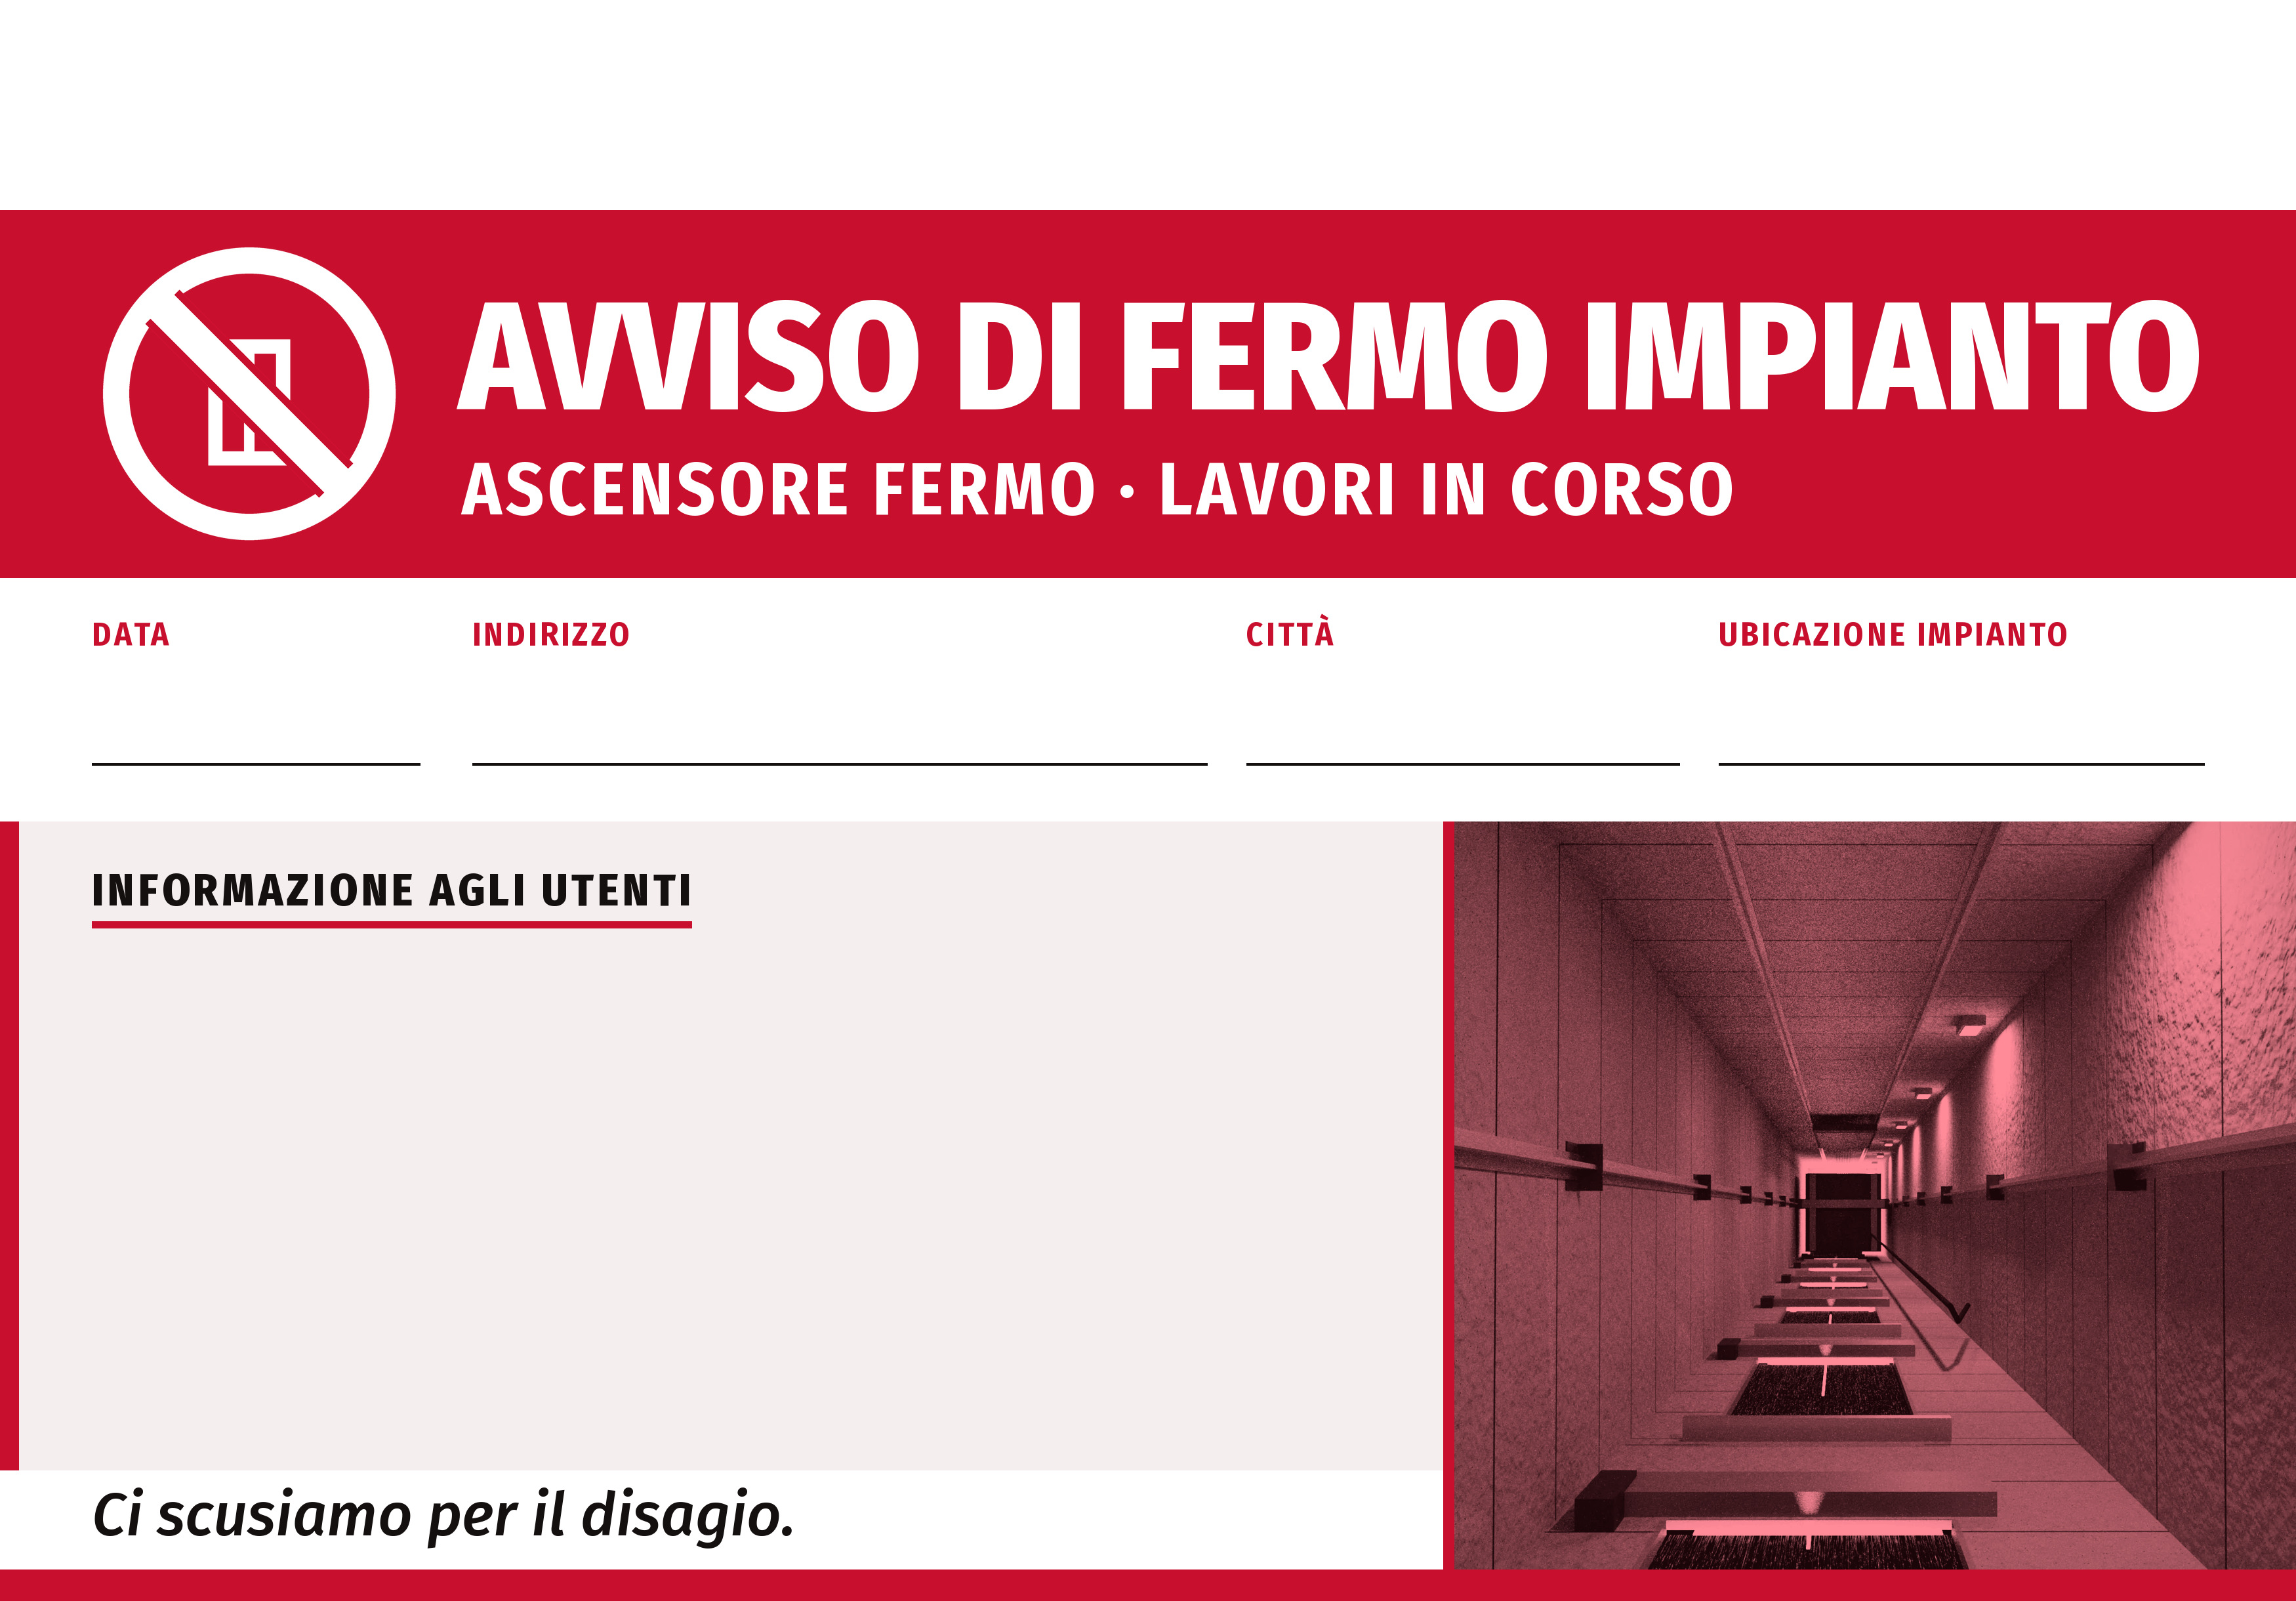 AVVISO DI FERMO IMPIANTO
ASCENSORE FERMO · LAVORI IN CORSO
DATA INDIRIZZO CITTÀ UBICAZIONE IMPIANTO
INFORMAZIONE AGLI UTENTI
Ci scusiamo per il disagio.